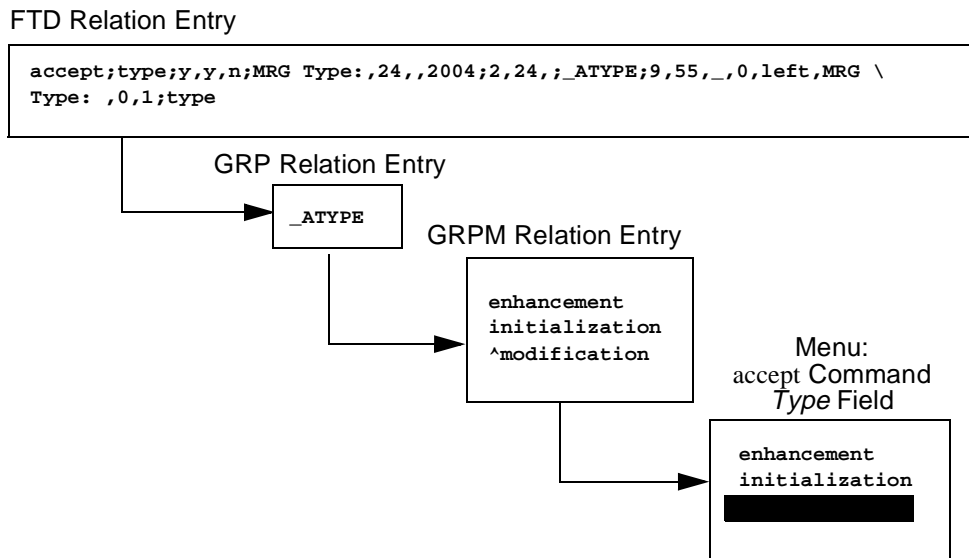 FTD Relation Entry
accept;type;y,y,n;MRG Type:,24,,2004;2,24,;_ATYPE;9,55,_,0,left,MRG \
Type: ,0,1;type
GRP Relation Entry
_ATYPE
GRPM Relation Entry
enhancement
initialization
^modification
Menu:
accept Command
Type Field
enhancement
initialization